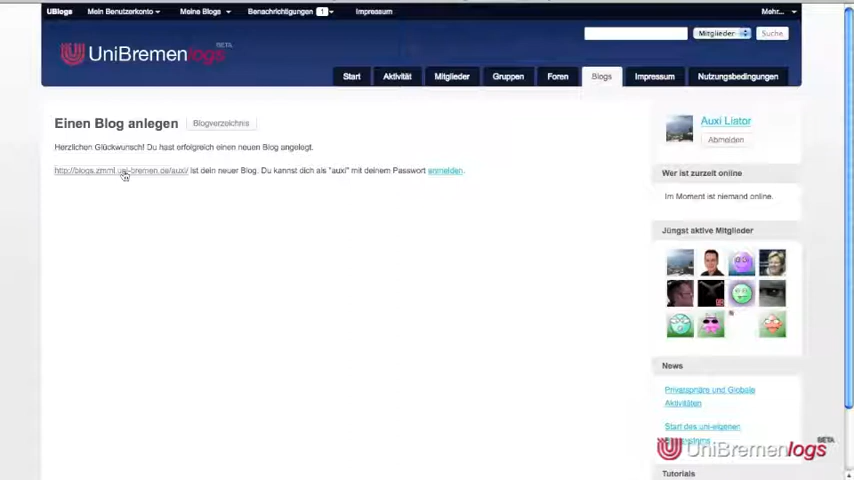 UBlogs Mein Benutzerkonto Meine Blogs Benachrichtigungen 1 Impressum Mehr...
UniBremenlogs BETA
Mitglieder Suche
Start Aktivität Mitglieder Gruppen Foren Blogs Impressum Nutzungsbedingungen
Einen Blog anlegen Blogverzeichnis
Herzlichen Glückwunsch! Du hast erfolgreich einen neuen Blog angelegt.
http://blogs.zmml.uni-bremen.de/auxi/ ist dein neuer Blog. Du kannst dich als "auxi" mit deinem Passwort anmelden.
Auxi Liator
Abmelden
Wer ist zurzeit online
Im Moment ist niemand online.
Jüngst aktive Mitglieder
News
Privatsphäre und Globale
Aktivitäten
Start des uni-eigenen
UniBremenlogs BETA
Tutorials